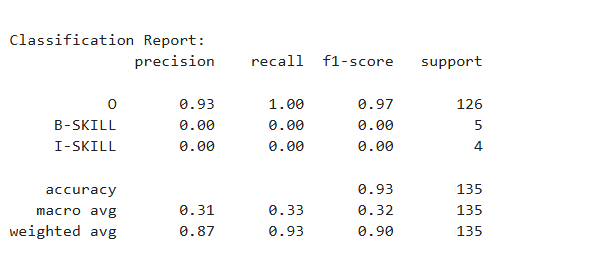 Classification Report:
precision recall f1-score support
O 0.93 1.00 0.97 126
B-SKILL 0.00 0.00 0.00 5
I-SKILL 0.00 0.00 0.00 4
accuracy 0.93 135
macro avg 0.31 0.33 0.32 135
weighted avg 0.87 0.93 0.90 135